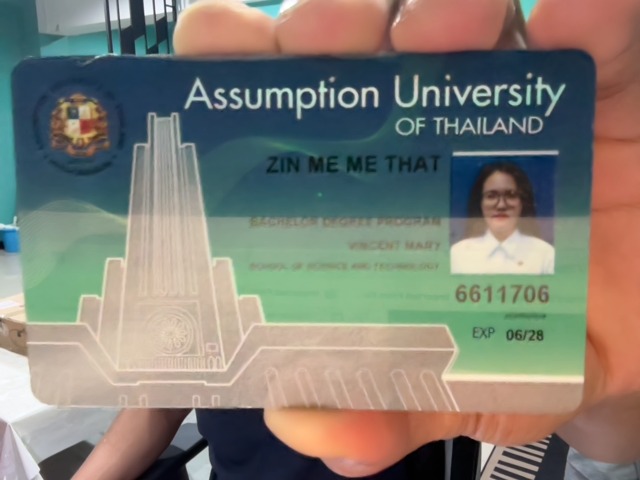 Assumption University
OF THAILAND
ZIN ME ME THAT
BACHELOR DEGREE PROGRAM
VINCENT MARY
SCHOOL OF SCIENCE AND TECHNOLOGY
6611706
EXP 06/28